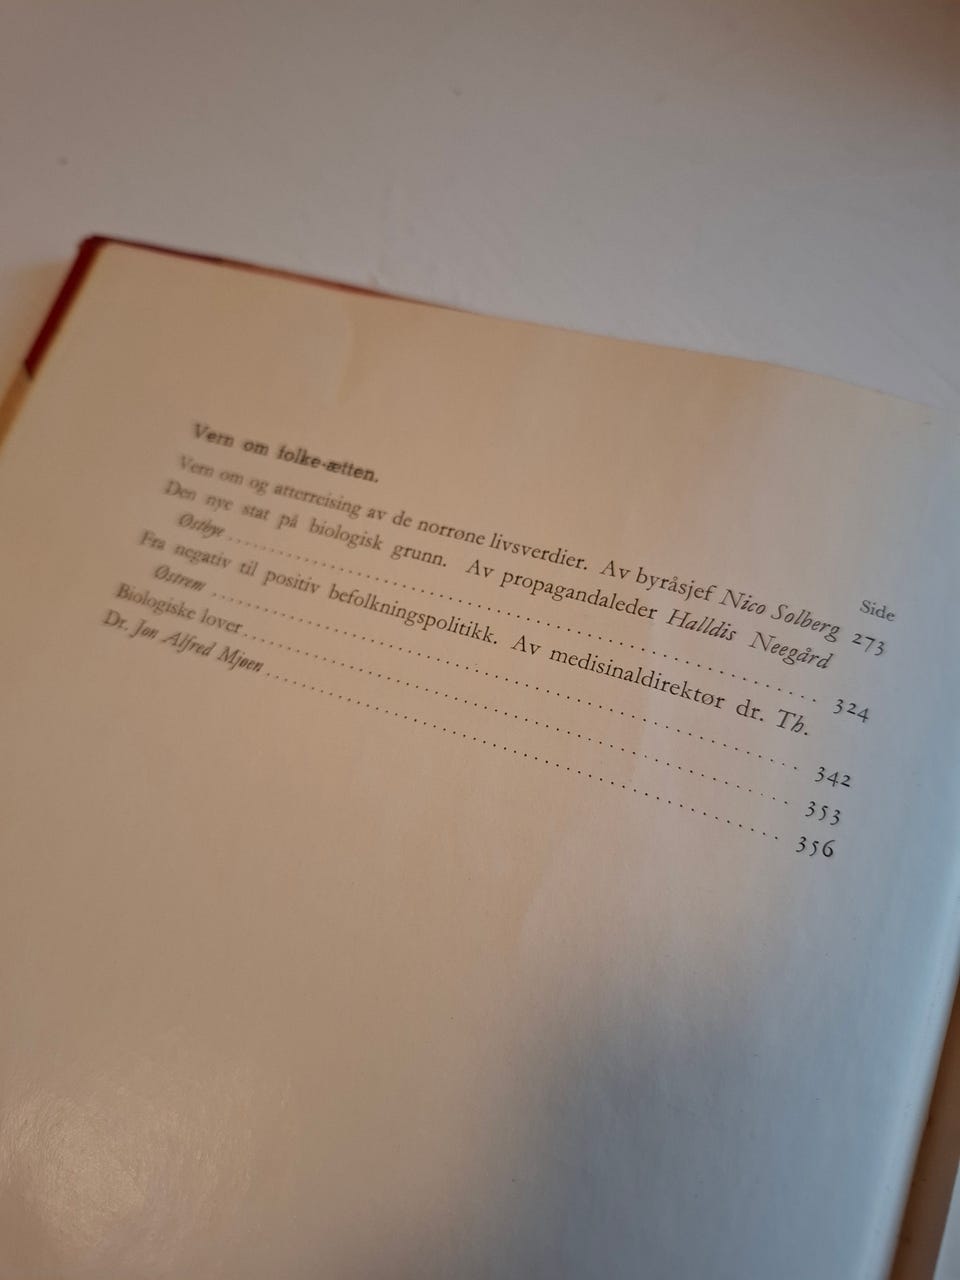 Side
Vern om folke-ætten.
Vern om og atterreising av de norrøne livsverdier. Av byråsjef Nico Solberg 273
Den nye stat på biologisk grunn. Av propagandaleder Halldis Neegård
Østbye .......................................................... 324
Fra negativ til positiv befolkningspolitikk. Av medisinaldirektør dr. Th.
Østrem .......................................................... 342
Biologiske lover .......................................................... 353
Dr. Jon Alfred Mjøen .......................................................... 356